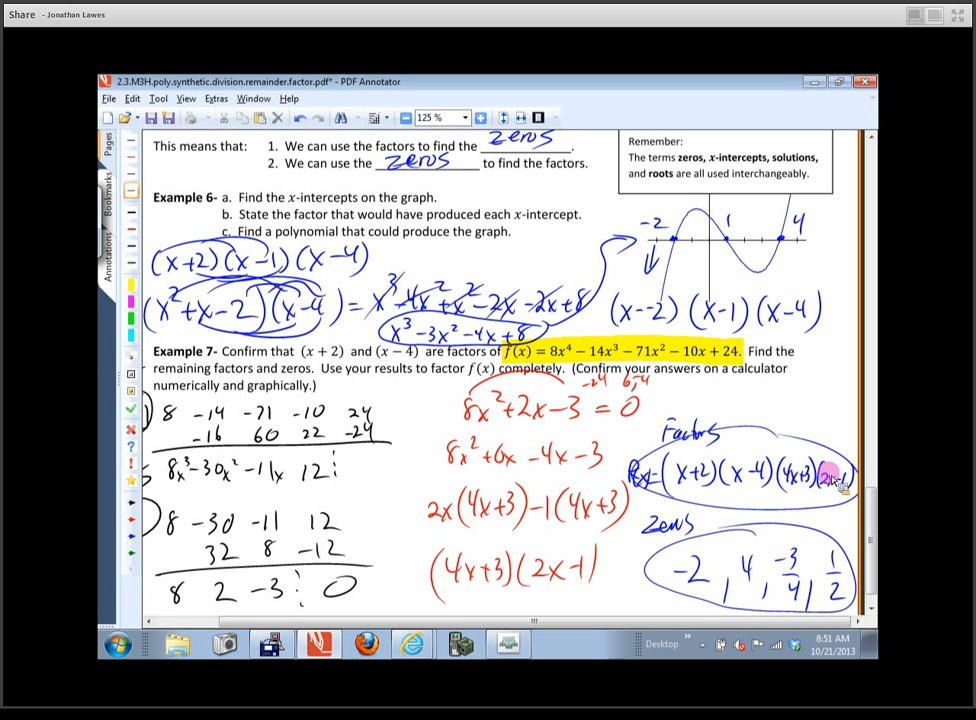 Share - Jonathan Lawes
2.3.M3H.poly.synthetic.division.remainder.factor.pdf* - PDF Annotator
File Edit Tool View Extras Window Help
125 %
Pages
Bookmarks
Annotations
This means that: 1. We can use the factors to find the zeros.
2. We can use the zeros to find the factors.
Remember:
The terms zeros, x-intercepts, solutions,
and roots are all used interchangeably.
Example 6- a. Find the x-intercepts on the graph.
b. State the factor that would have produced each x-intercept.
c. Find a polynomial that could produce the graph.
-2 1 4
(x+2)(x-1)(x-4)
(x²+x-2)(x-4) = x³-4x²+x²-2x-2x+8
x³-3x²-4x+8
(x-2) (x-1) (x-4)
Example 7- Confirm that (x + 2) and (x − 4) are factors of f(x) = 8x⁴ − 14x³ − 71x² − 10x + 24. Find the
remaining factors and zeros. Use your results to factor f(x) completely. (Confirm your answers on a calculator
numerically and graphically.)
8 -14 -71 -10 24
-16 60 22 -24
8x³-30x²-11x 12
8 -30 -11 12
32 8 -12
8 2 -3 0
-24 6,-4
8x²+2x-3=0
8x²+6x-4x-3
2x(4x+3)-1(4x+3)
(4x+3)(2x-1)
Factors
(x+2)(x-4)(4x+3)(2x-1)
Zeros
-2, 4, -3/4, 1/2
Desktop
8:51 AM
10/21/2013